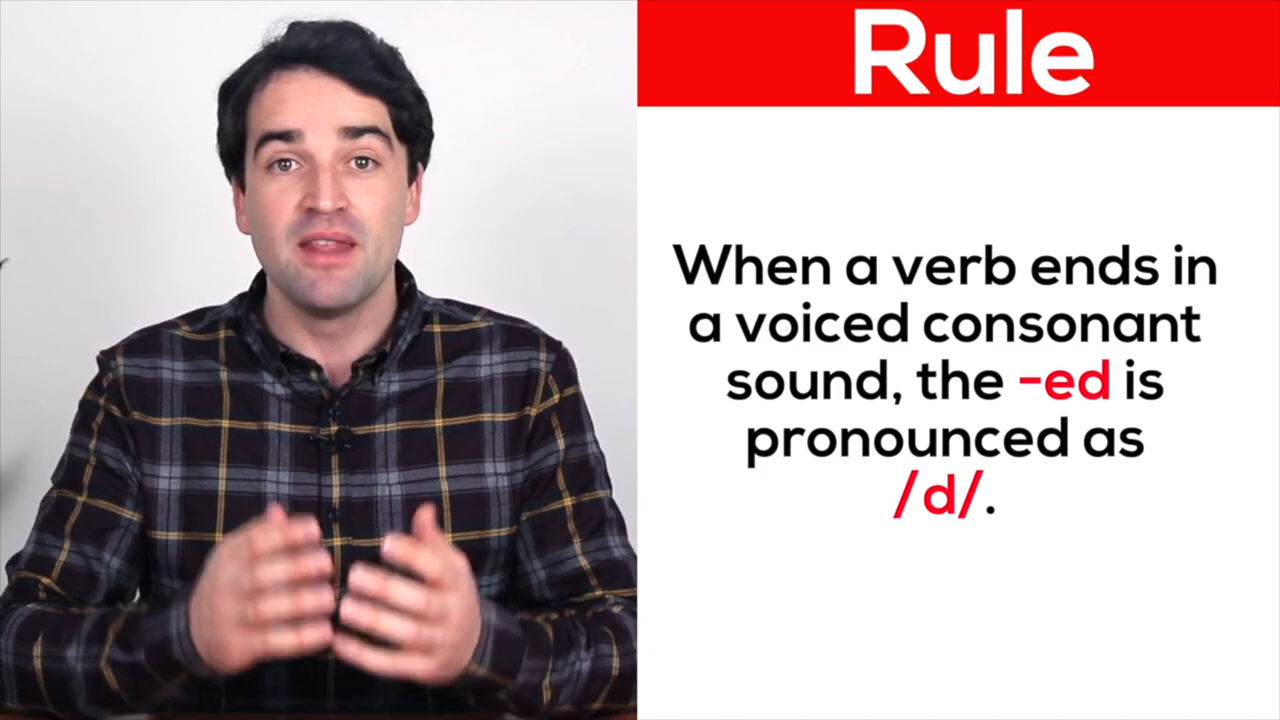 Rule
When a verb ends in
a voiced consonant
sound, the -ed is
pronounced as
/d/.